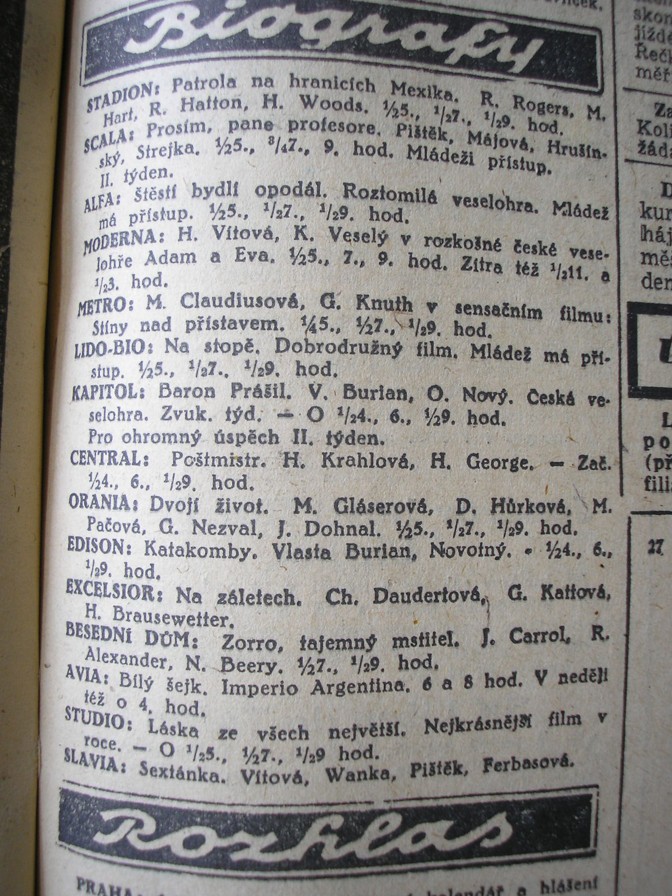 Biografy
STADION: Patrola na hranicích Mexika. R. Rogers, M.
Hart, R. Hatton, H. Woods. ½5., ½7., ½9. hod.
SCALA: Prosím, pane profesore. Pištěk, Májová, Hrušín-
ský, Strejka. ½5., ¾7., 9. hod. Mládeži přístup.
II. týden.
ALFA: Štěstí bydlí opodál. Roztomilá veselohra. Mládež
má přístup. ½5., ½7., ½9. hod.
MODERNA: H. Vítová, K. Veselý v rozkošné české vese-
lohře Adam a Eva. ½5., 7., 9. hod. Zítra též ½11. a
½3. hod.
METRO: M. Claudiusová, G. Knuth v sensačním filmu:
Stíny nad přístavem. ¼5., ½7., ½9. hod.
LIDO-BIO: Na stopě. Dobrodružný film. Mládež má pří-
stup. ½5., ½7., ½9. hod.
KAPITOL: Baron Prášil. V. Burian, O. Nový. Česká ve-
selohra. Zvuk. týd. — O ½4., 6., ½9. hod.
Pro ohromný úspěch II. týden.
CENTRAL: Poštmistr. H. Krahlová, H. George. — Zač.
½4., 6., ½9. hod.
ORANIA: Dvojí život. M. Gláserová, D. Hůrková, M.
Pačová, G. Nezval, J. Dohnal. ½5., ½7., ½9. hod.
EDISON: Katakomby. Vlasta Burian, Novotný. • ½4., 6.,
½9. hod.
EXCELSIOR: Na záletech. Ch. Daudertová, G. Kattová,
H. Brausewetter.
BESEDNÍ DŮM: Zorro, tajemný mstitel. J. Carrol, R.
Alexander, N. Beery. ½7., ½9. hod.
AVIA: Bílý šejk. Imperio Argentina. 6 a 8 hod. V neděli
též o 4. hod.
STUDIO: Láska ze všech největší. Nejkrásnější film v
roce. — O ½5., ½7., ½9 hod.
SLAVIA: Sextánka. Vítová, Wanka, Pištěk, Ferbasová.
Rozhlas
kalendář a hlášení
27